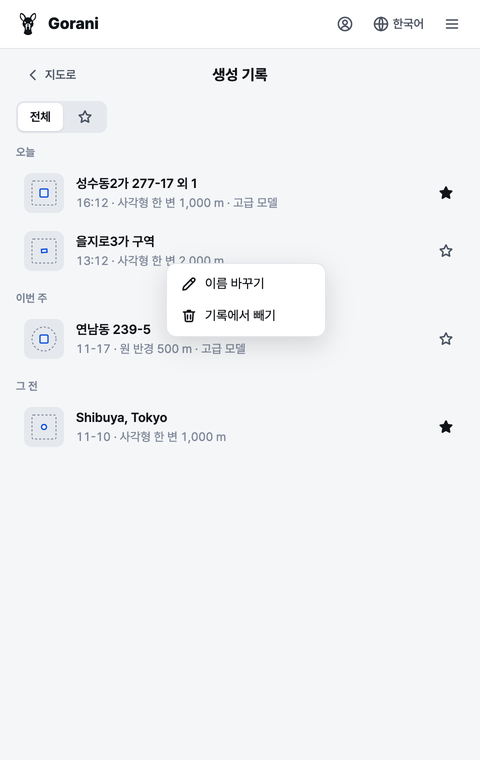 Gorani
한국어
지도로
생성 기록
전체
오늘
성수동2가 277-17 외 1
16:12 · 사각형 한 변 1,000 m · 고급 모델
을지로3가 구역
13:12 · 사각형 한 변 2,000 m
이름 바꾸기
기록에서 빼기
이번 주
연남동 239-5
11-17 · 원 반경 500 m · 고급 모델
그 전
Shibuya, Tokyo
11-10 · 사각형 한 변 1,000 m